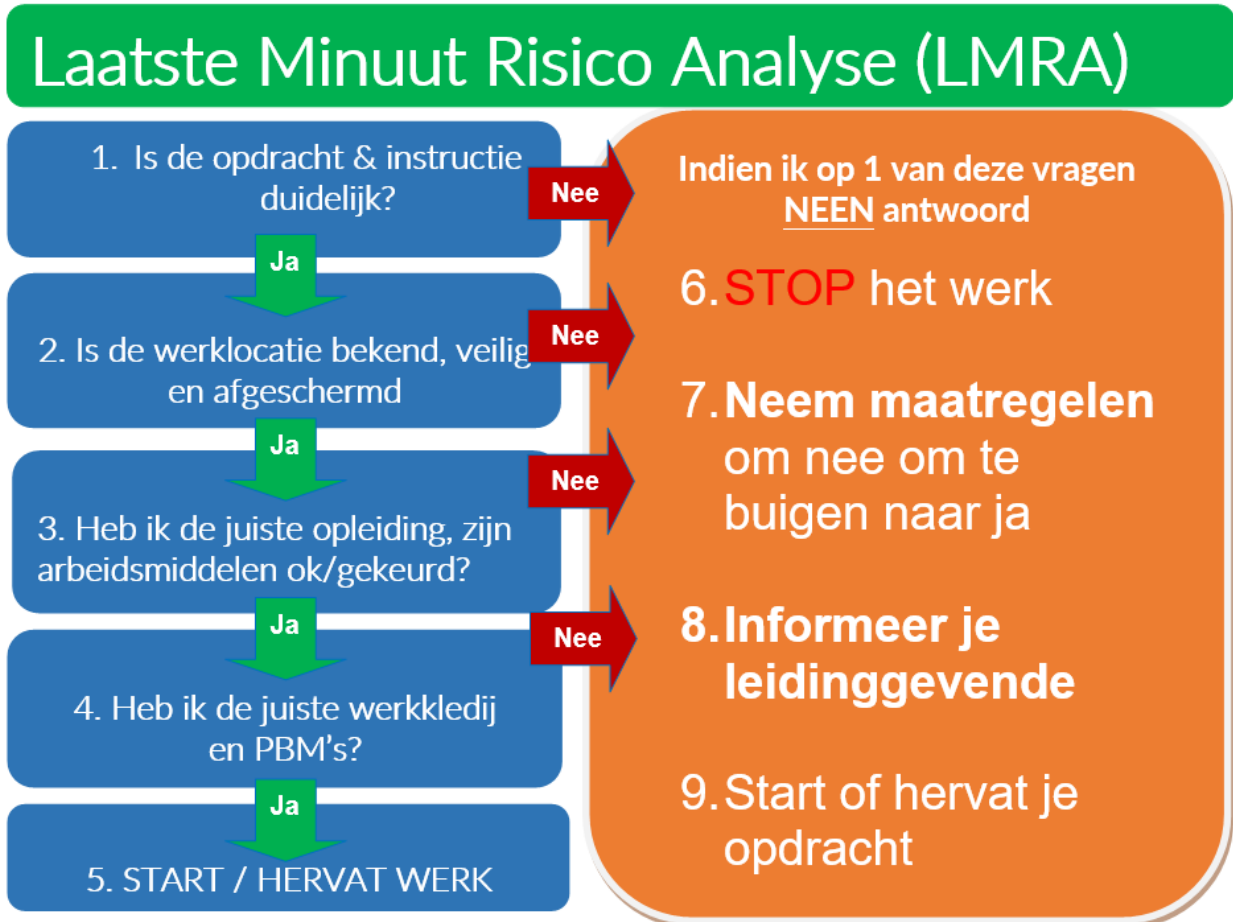 Laatste Minuut Risico Analyse (LMRA)
1. Is de opdracht & instructie
duidelijk?
Nee
Ja
2. Is de werklocatie bekend, veilig
en afgeschermd
Nee
Ja
3. Heb ik de juiste opleiding, zijn
arbeidsmiddelen ok/gekeurd?
Nee
Ja
4. Heb ik de juiste werkkledij
en PBM's?
Nee
Ja
5. START / HERVAT WERK
Indien ik op 1 van deze vragen
NEEN antwoord
6. STOP het werk
7. Neem maatregelen
om nee om te
buigen naar ja
8. Informeer je
leidinggevende
9. Start of hervat je
opdracht